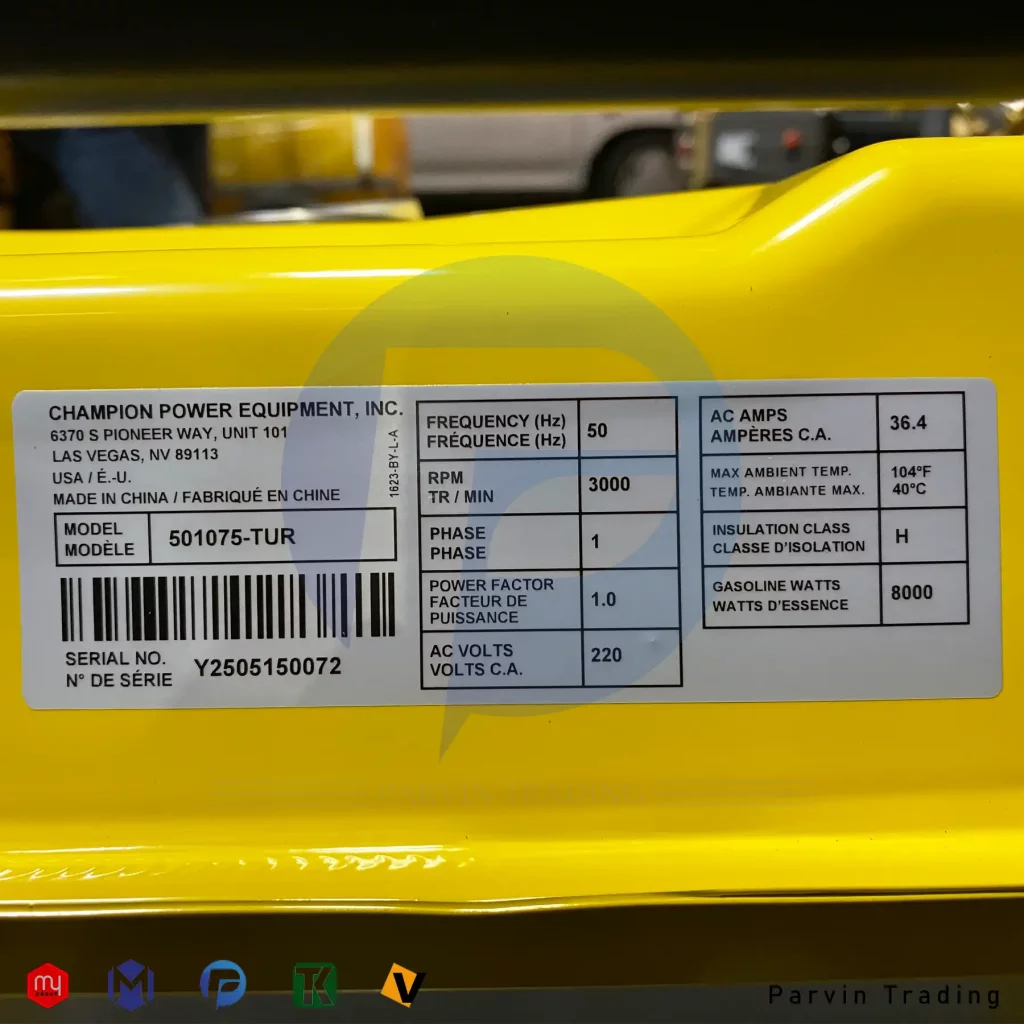 CHAMPION POWER EQUIPMENT, INC.
6370 S PIONEER WAY, UNIT 101
LAS VEGAS, NV 89113
USA / É.-U.
MADE IN CHINA / FABRIQUÉ EN CHINE
1623-BY-L-A
MODEL
MODÈLE
501075-TUR
SERIAL NO.
N° DE SÉRIE
Y2505150072
FREQUENCY (Hz)
FRÉQUENCE (Hz)
50
RPM
TR / MIN
3000
PHASE
PHASE
1
POWER FACTOR
FACTEUR DE
PUISSANCE
1.0
AC VOLTS
VOLTS C.A.
220
AC AMPS
AMPÈRES C.A.
36.4
MAX AMBIENT TEMP.
TEMP. AMBIANTE MAX.
104°F
40°C
INSULATION CLASS
CLASSE D'ISOLATION
H
GASOLINE WATTS
WATTS D'ESSENCE
8000
my
TK
V
Parvin Trading